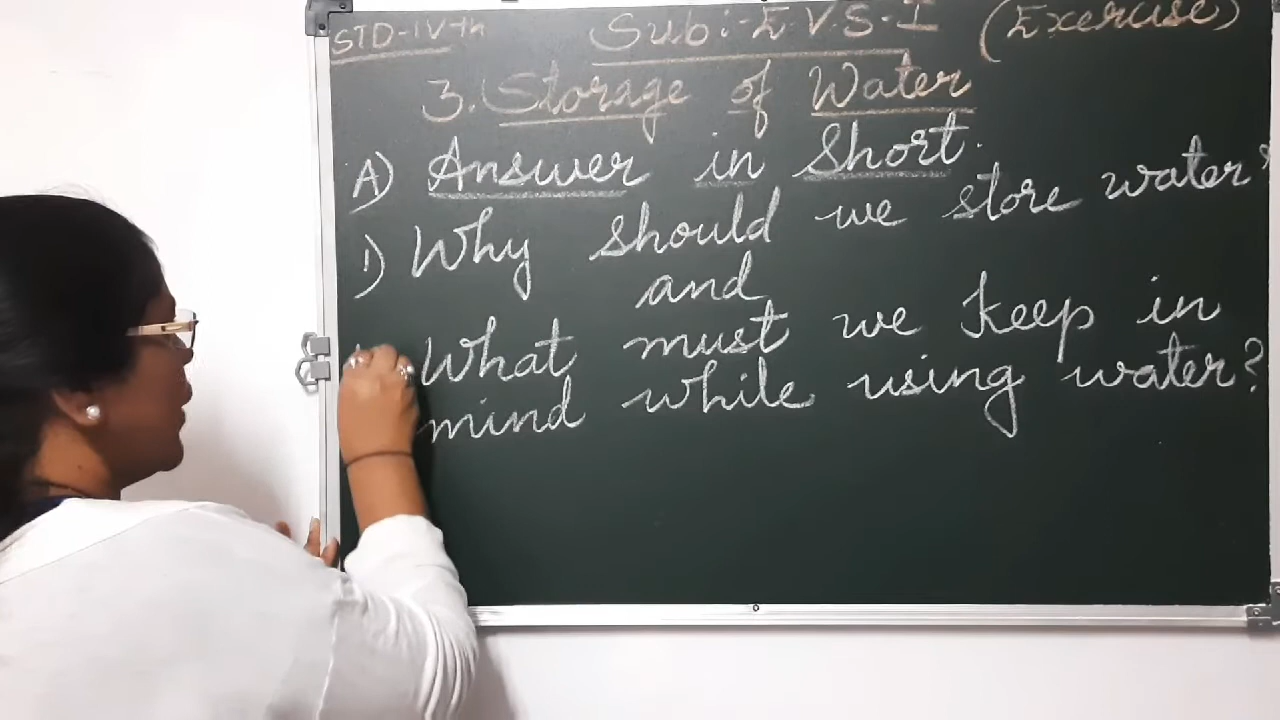 STD-IV-th Sub:-E.V.S-I (Exercise)
3. Storage of Water
A) Answer in Short.
1) Why should we store water?
and
What must we keep in
mind while using water?